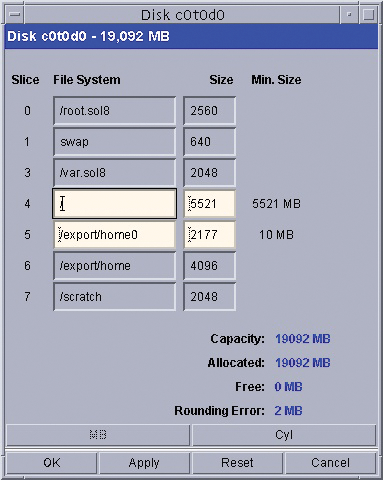 Disk c0t0d0
Disk c0t0d0 - 19,092 MB
Slice File System Size Min. Size
0 /root.sol8 2560
1 swap 640
3 /var.sol8 2048
4 / 5521 5521 MB
5 /export/home0 2177 10 MB
6 /export/home 4096
7 /scratch 2048
Capacity: 19092 MB
Allocated: 19092 MB
Free: 0 MB
Rounding Error: 2 MB
MB Cyl
OK Apply Reset Cancel